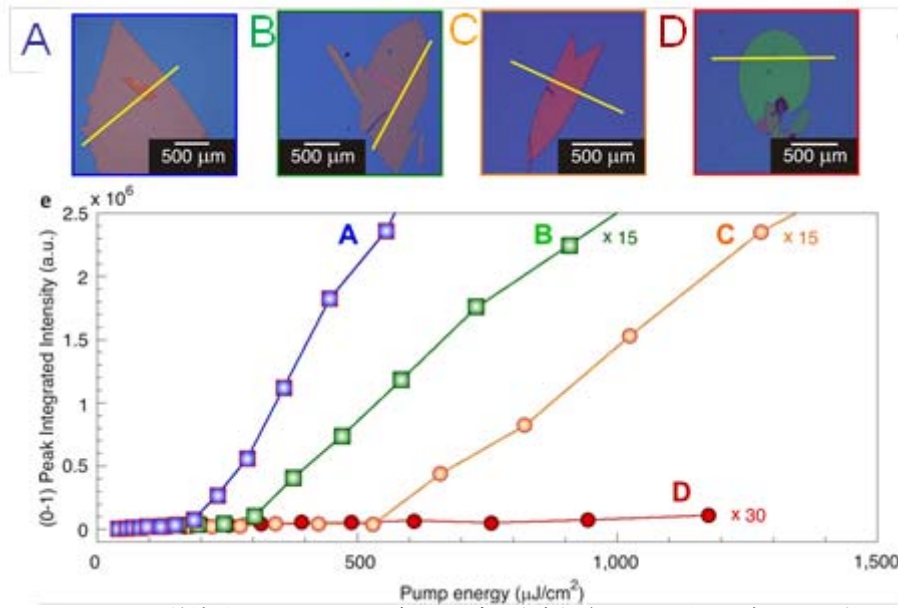 A
B
C
D
500 µm
500 µm
500 µm
500 µm
e
x 10⁶
(0-1) Peak Integrated Intensity (a.u.)
2.5
2
1.5
1
0.5
0
A
B
x 15
C
x 15
D
x 30
0
500
1,000
1,500
Pump energy (µJ/cm²)